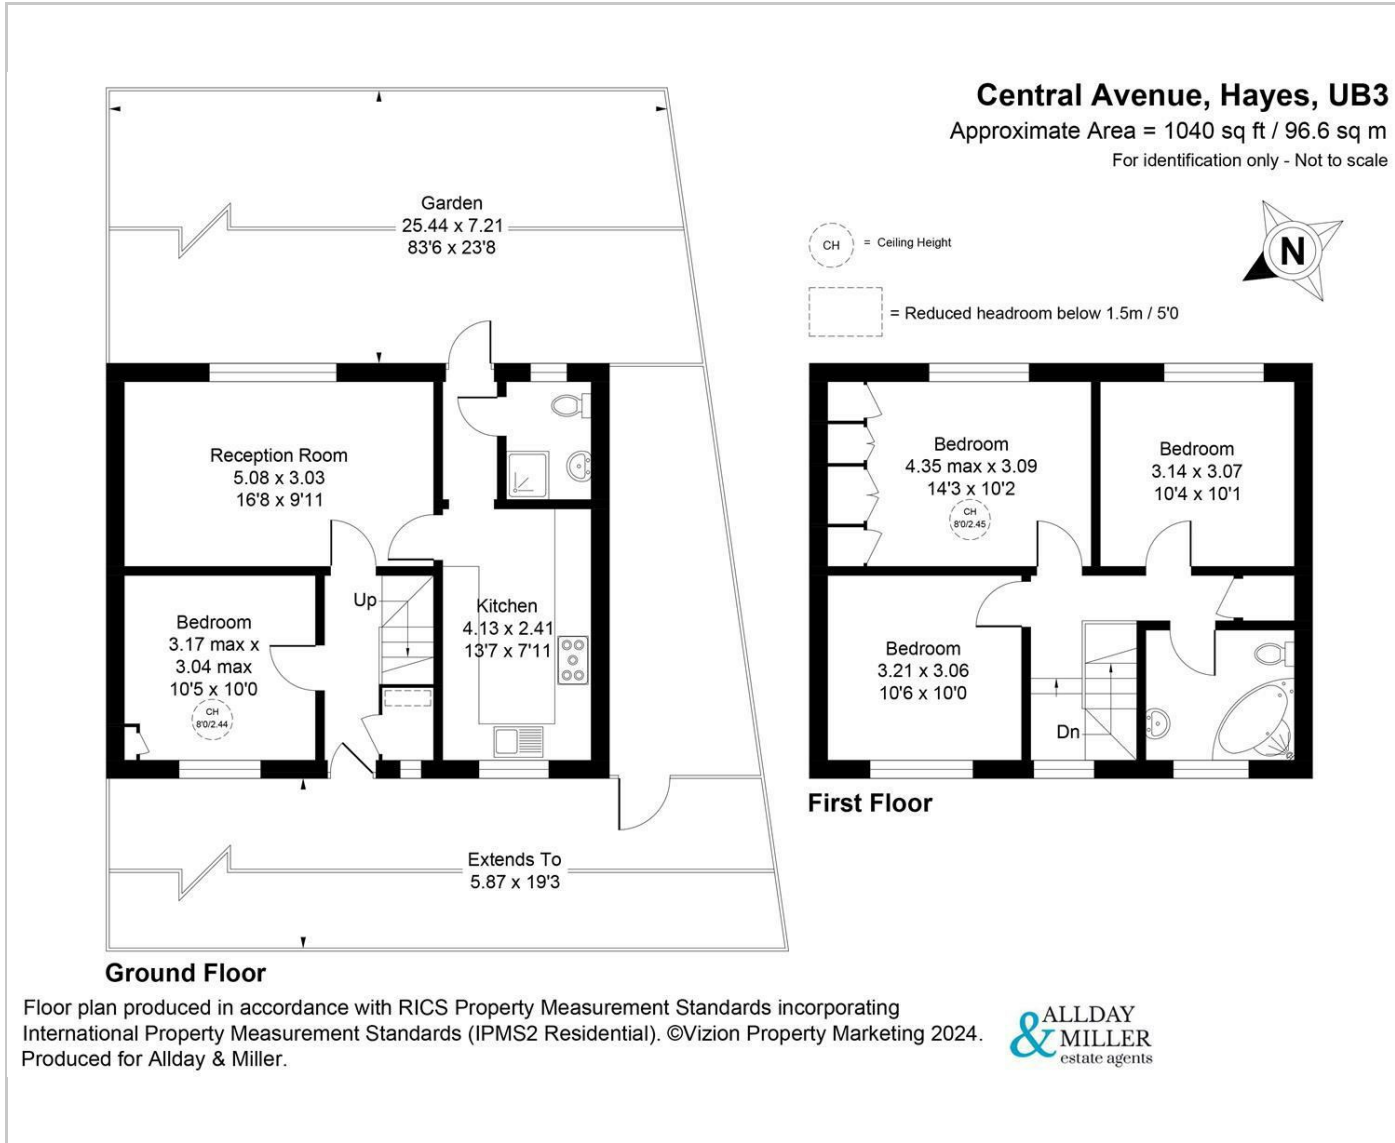 Central Avenue, Hayes, UB3
Approximate Area = 1040 sq ft / 96.6 sq m
For identification only - Not to scale
N
CH = Ceiling Height
= Reduced headroom below 1.5m / 5'0
Garden
25.44 x 7.21
83'6 x 23'8
Reception Room
5.08 x 3.03
16'8 x 9'11
Up
Kitchen
4.13 x 2.41
13'7 x 7'11
Bedroom
3.17 max x
3.04 max
10'5 x 10'0
CH
8'0/2.44
Extends To
5.87 x 19'3
Ground Floor
Bedroom
4.35 max x 3.09
14'3 x 10'2
CH
8'0/2.45
Bedroom
3.14 x 3.07
10'4 x 10'1
Bedroom
3.21 x 3.06
10'6 x 10'0
Dn
First Floor
Floor plan produced in accordance with RICS Property Measurement Standards incorporating
International Property Measurement Standards (IPMS2 Residential). ©Vizion Property Marketing 2024.
Produced for Allday & Miller.
ALLDAY
& MILLER
estate agents